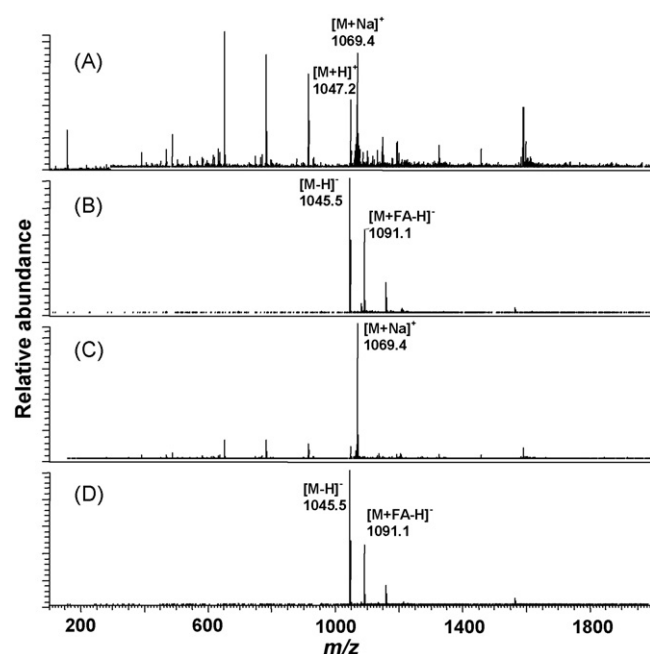 (A)
[M+Na]⁺
1069.4
[M+H]⁺
1047.2
(B)
[M-H]⁻
1045.5
[M+FA-H]⁻
1091.1
(C)
[M+Na]⁺
1069.4
(D)
[M-H]⁻
1045.5
[M+FA-H]⁻
1091.1
Relative abundance
200 600 1000 1400 1800
m/z